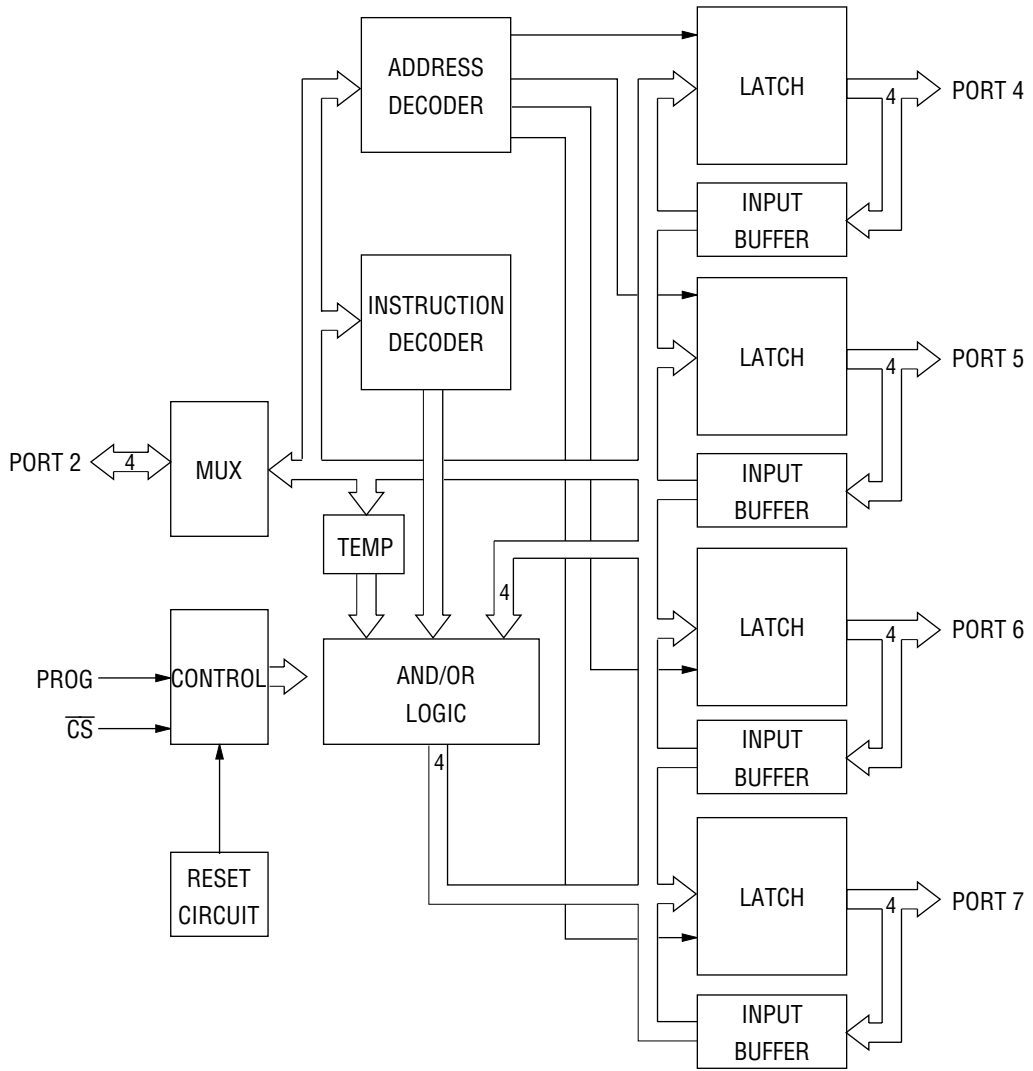 ADDRESS
DECODER
LATCH
4
PORT 4
INPUT
BUFFER
INSTRUCTION
DECODER
LATCH
4
PORT 5
PORT 2
4
MUX
INPUT
BUFFER
TEMP
4
LATCH
4
PORT 6
PROG
CS
CONTROL
AND/OR
LOGIC
4
INPUT
BUFFER
RESET
CIRCUIT
LATCH
4
PORT 7
INPUT
BUFFER